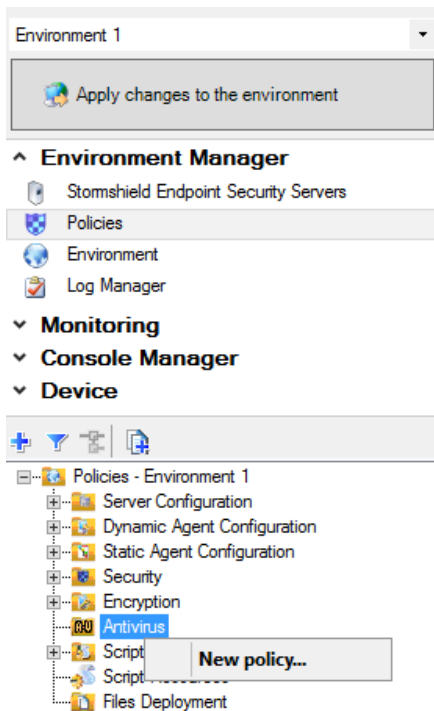 Environment 1
Apply changes to the environment
Environment Manager
Stormshield Endpoint Security Servers
Policies
Environment
Log Manager
Monitoring
Console Manager
Device
Policies - Environment 1
Server Configuration
Dynamic Agent Configuration
Static Agent Configuration
Security
Encryption
Antivirus
Script
New policy...
Script
Files Deployment